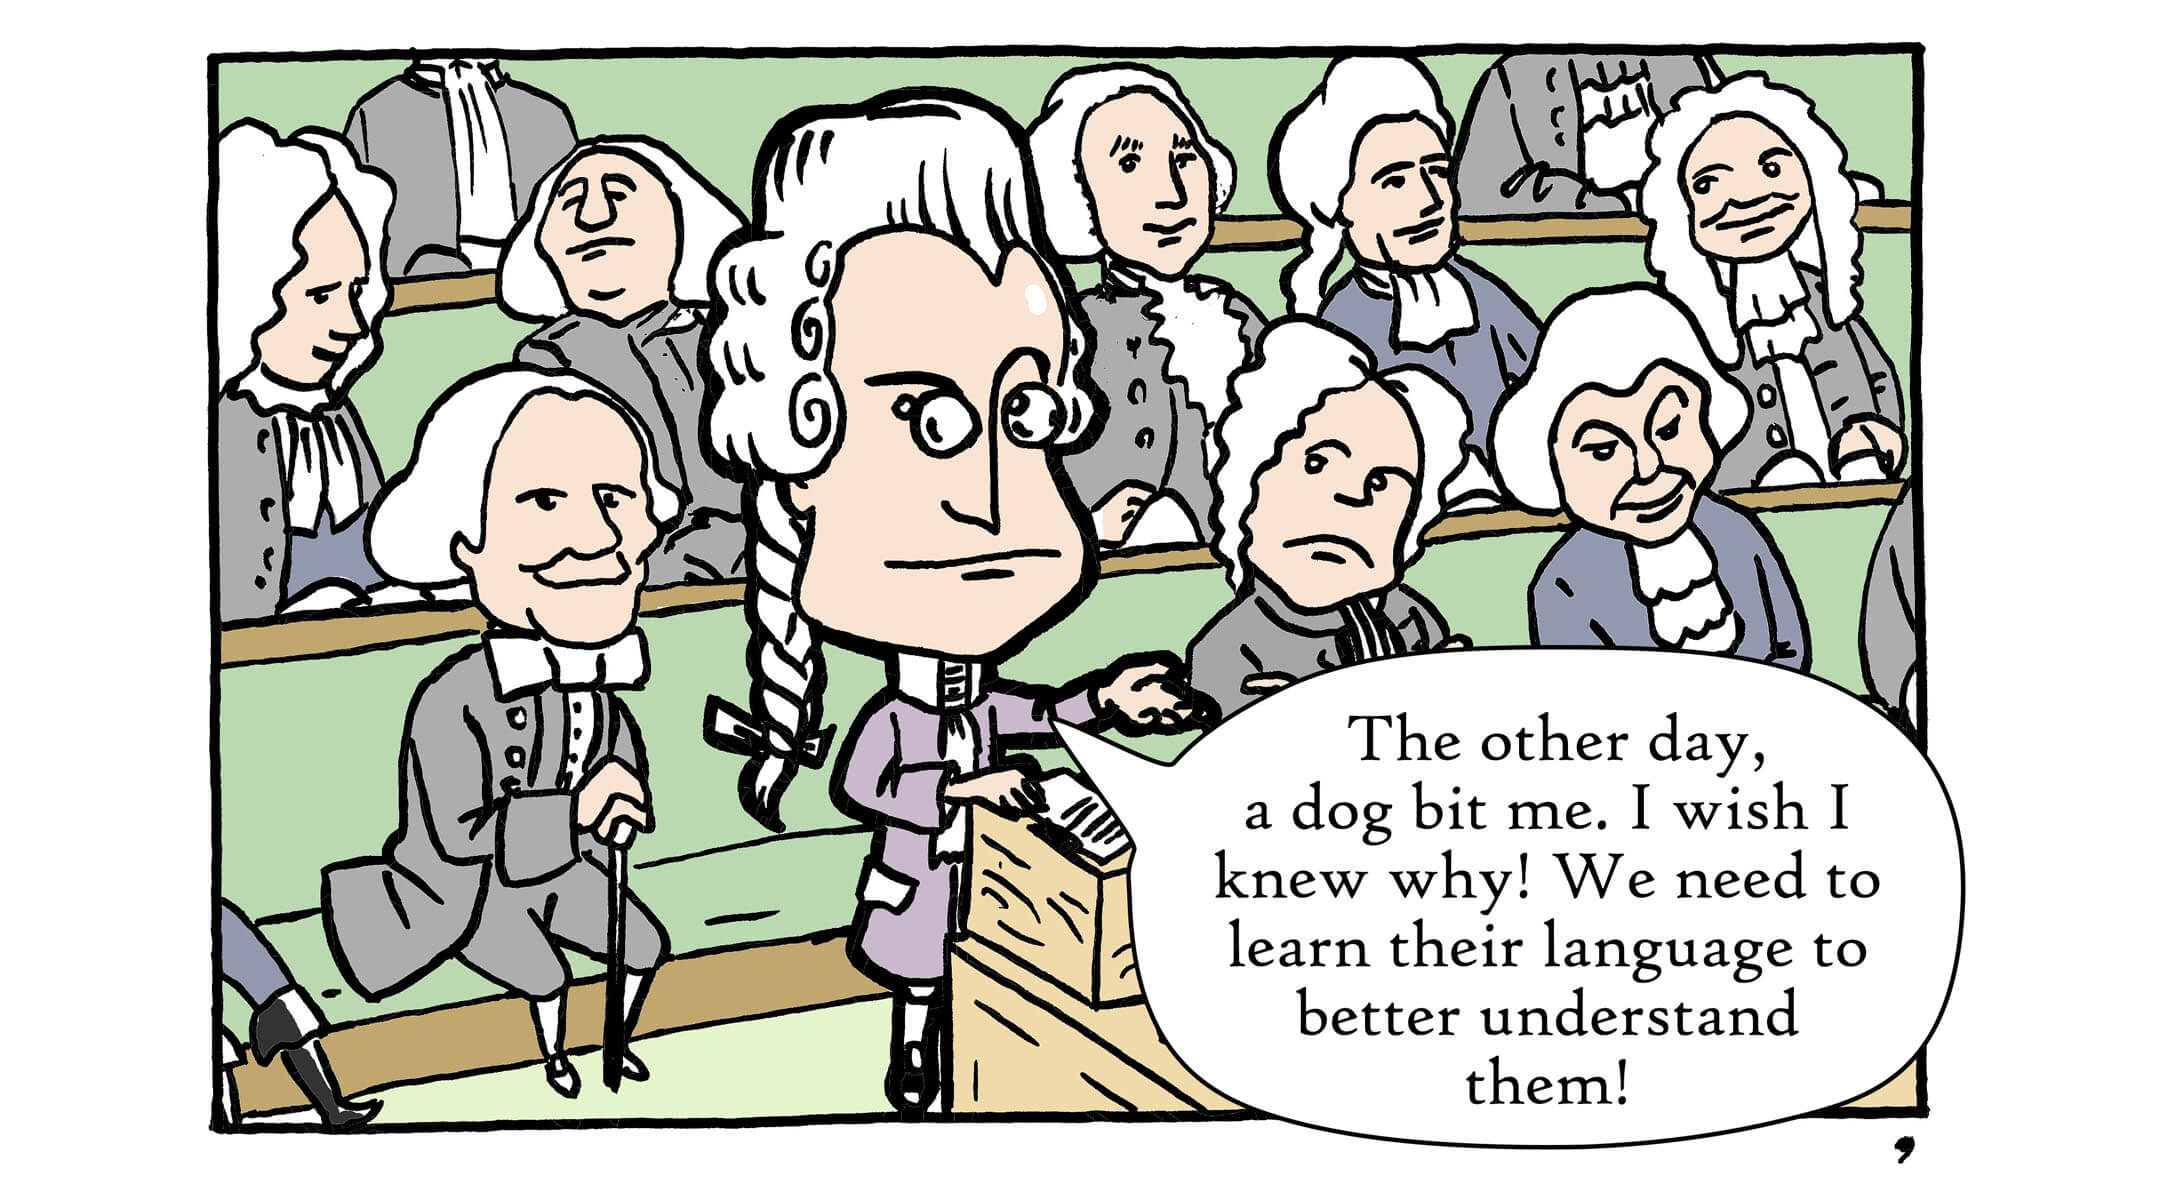 The other day,
a dog bit me. I wish I
knew why! We need to
learn their language to
better understand
them!